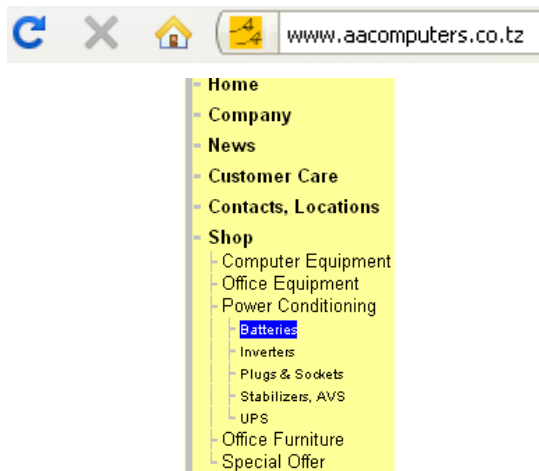 www.aacomputers.co.tz
Home
Company
News
Customer Care
Contacts, Locations
Shop
Computer Equipment
Office Equipment
Power Conditioning
Batteries
Inverters
Plugs & Sockets
Stabilizers, AVS
UPS
Office Furniture
Special Offer